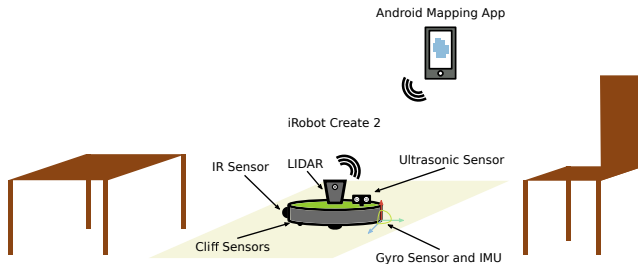 Android Mapping App
iRobot Create 2
IR Sensor
LIDAR
Ultrasonic Sensor
Cliff Sensors
Gyro Sensor and IMU